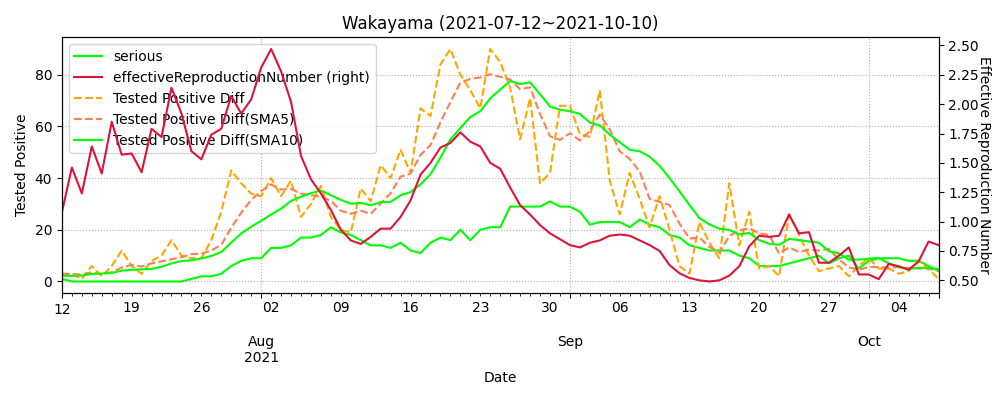 Wakayama (2021-07-12~2021-10-10)
serious
effectiveReproductionNumber (right)
Tested Positive Diff
Tested Positive Diff(SMA5)
Tested Positive Diff(SMA10)
Tested Positive
80
60
40
20
0
2.50
2.25
2.00
1.75
1.50
1.25
1.00
0.75
0.50
Effective Reproduction Number
12 19 26 02 09 16 23 30 06 13 20 27 04
Aug Sep Oct
2021
Date